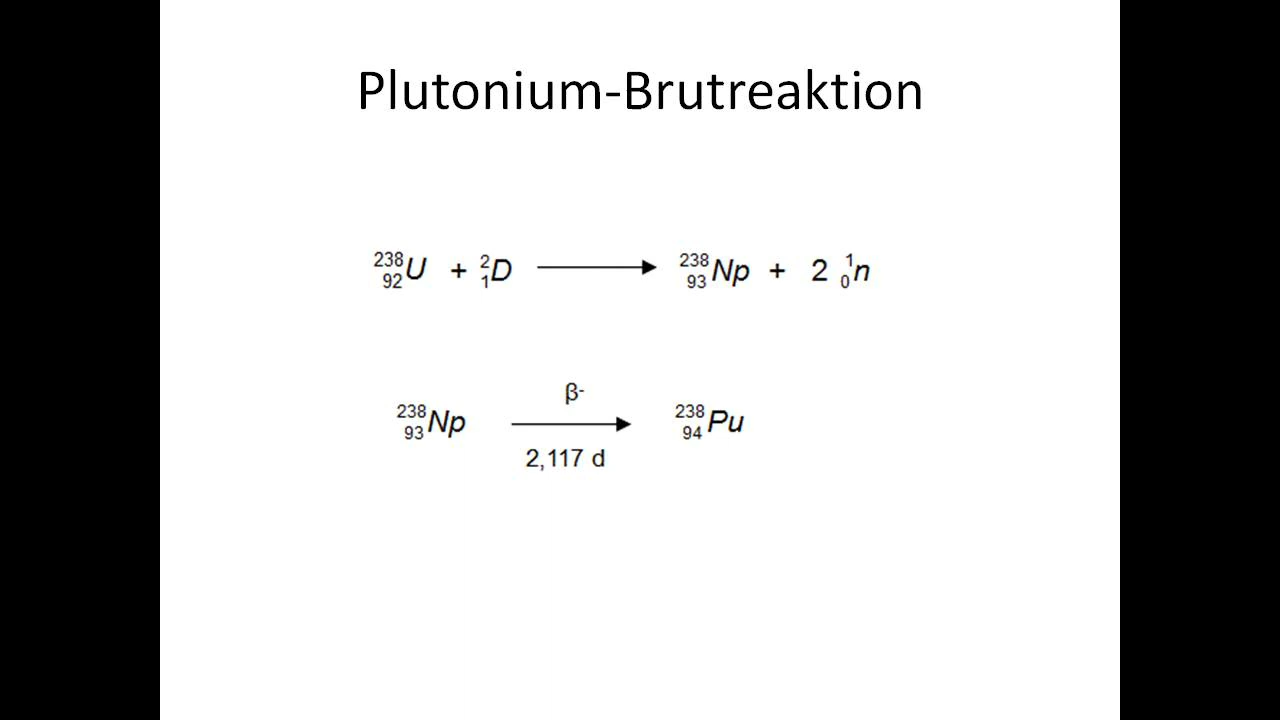 Plutonium-Brutreaktion
²³⁸₉₂U + ²₁D ⟶ ²³⁸₉₃Np + 2 ¹₀n
β-
²³⁸₉₃Np ⟶ ²³⁸₉₄Pu
2,117 d